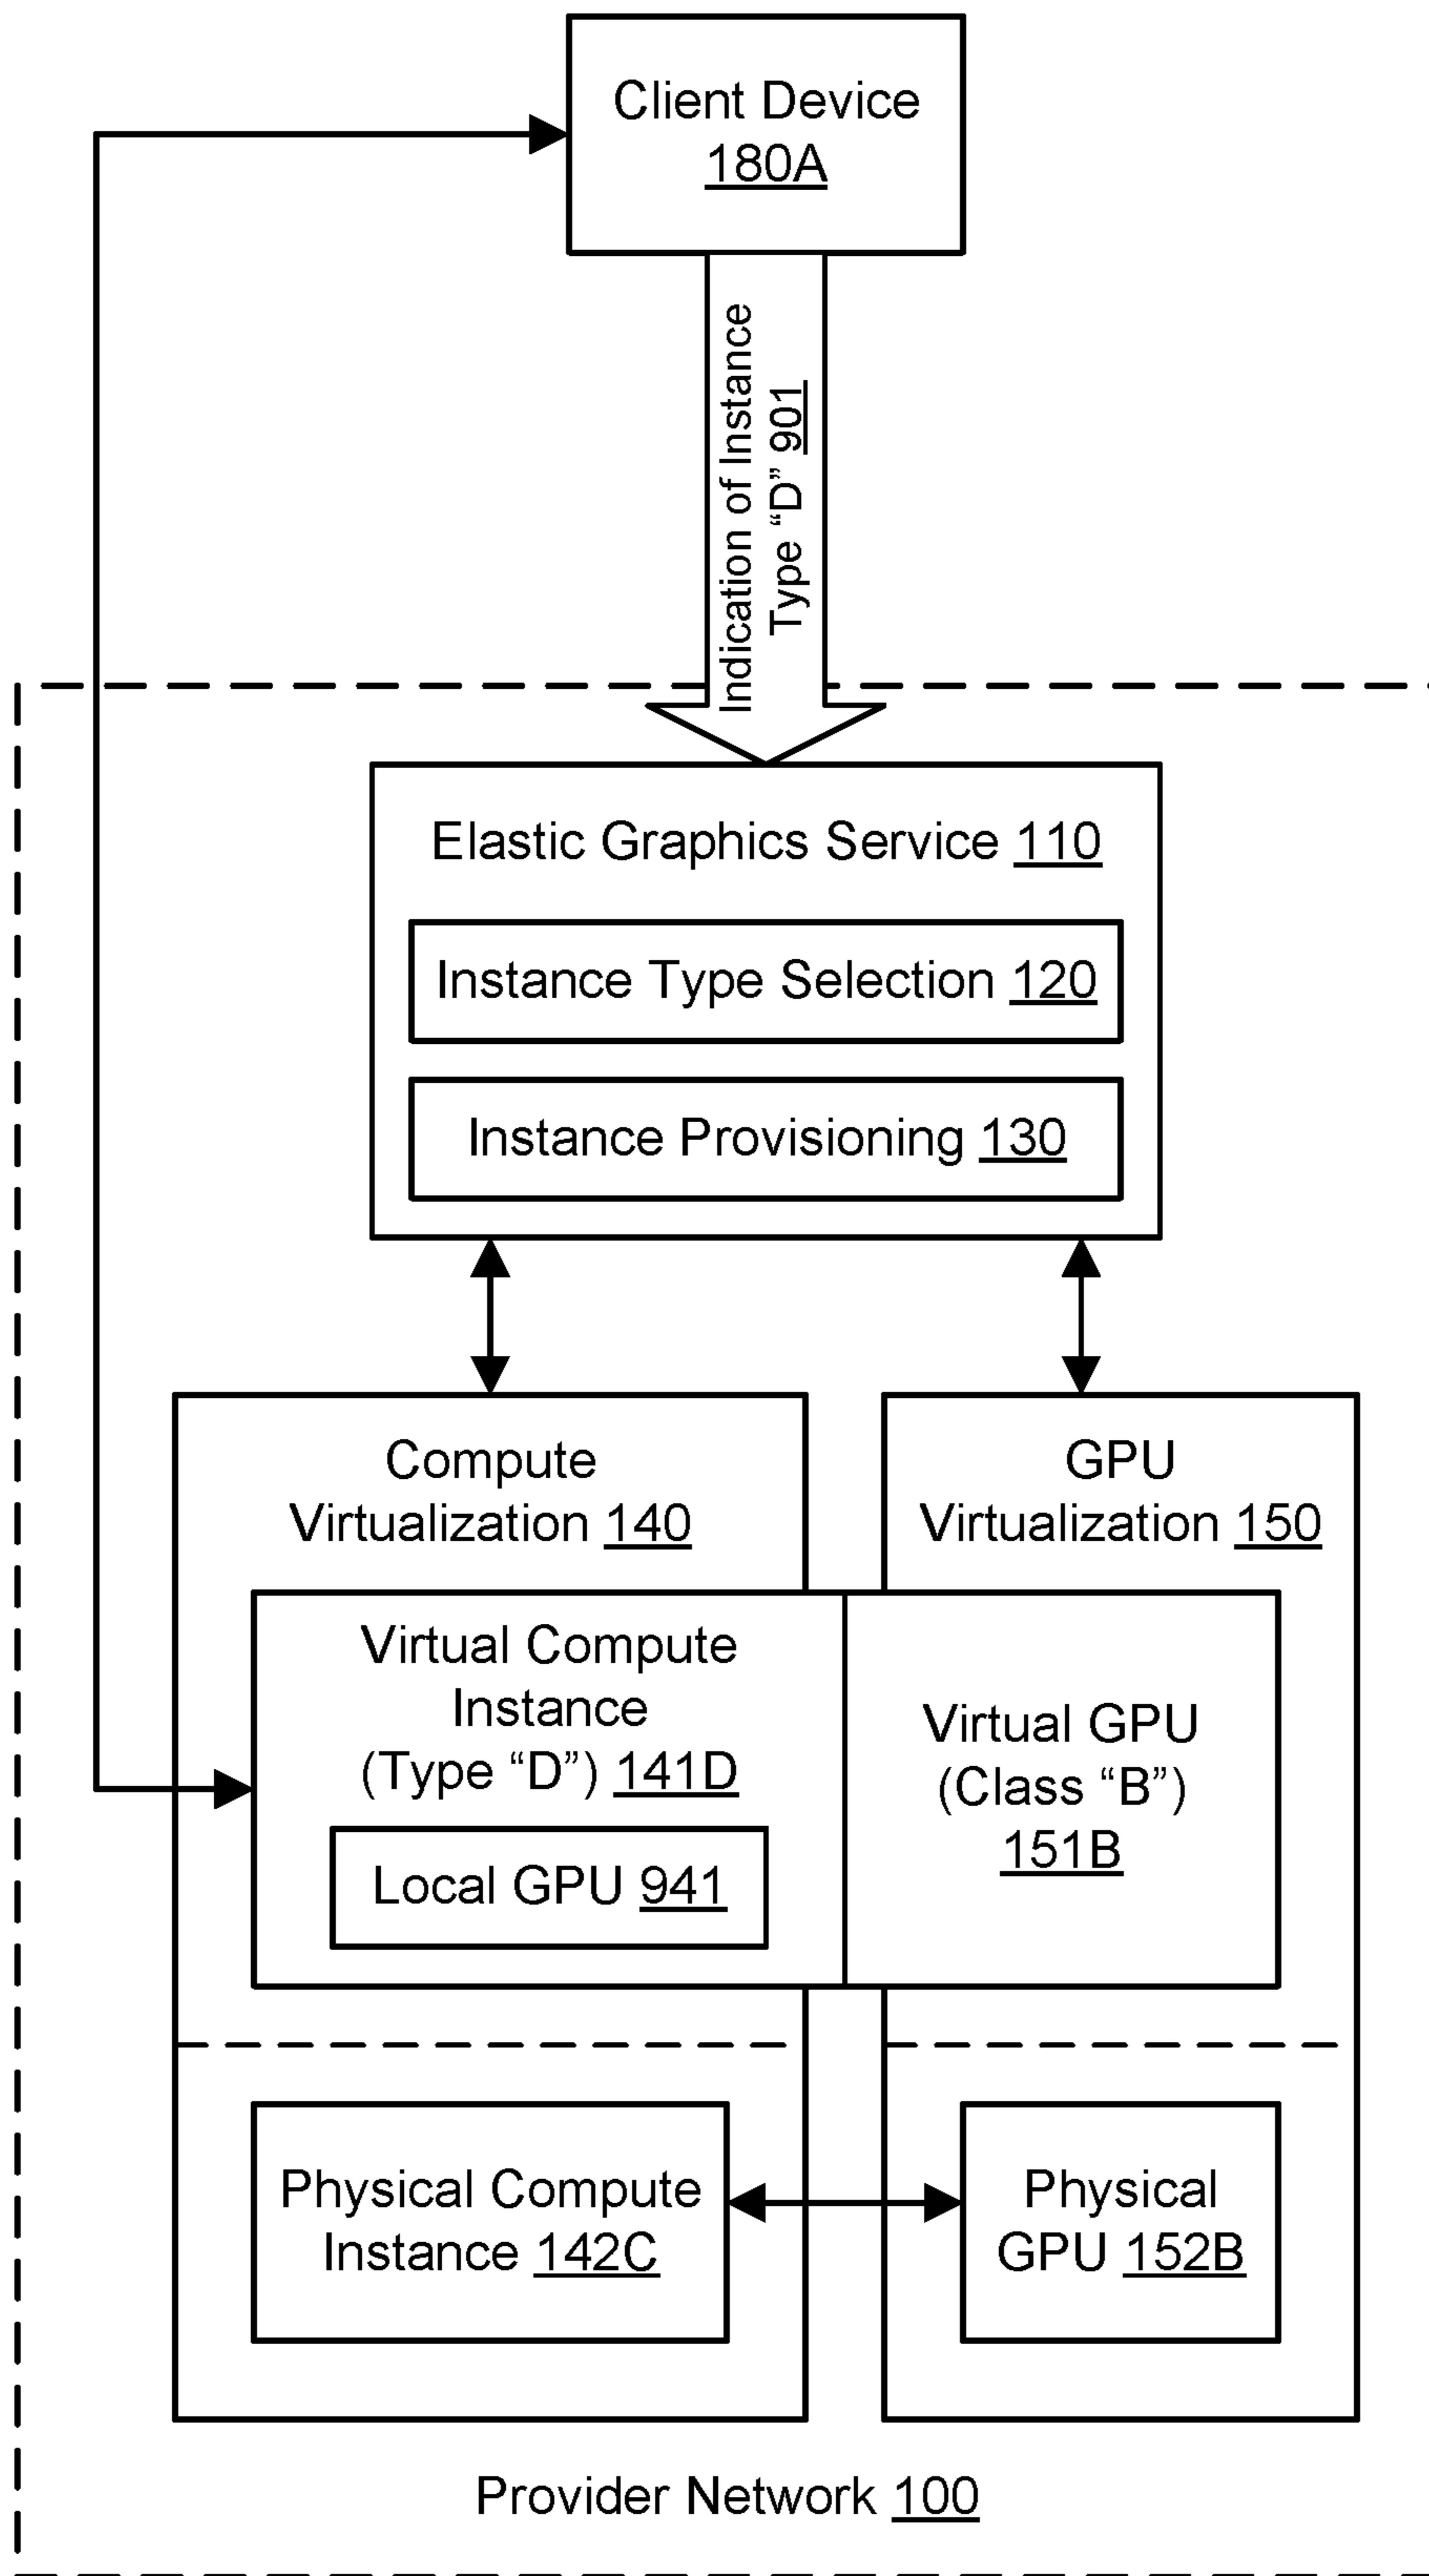 Client Device
180A
Indication of Instance
Type “D” 901
Elastic Graphics Service 110
Instance Type Selection 120
Instance Provisioning 130
Compute
Virtualization 140
GPU
Virtualization 150
Virtual Compute
Instance
(Type “D”) 141D
Local GPU 941
Virtual GPU
(Class “B”)
151B
Physical Compute
Instance 142C
Physical
GPU 152B
Provider Network 100